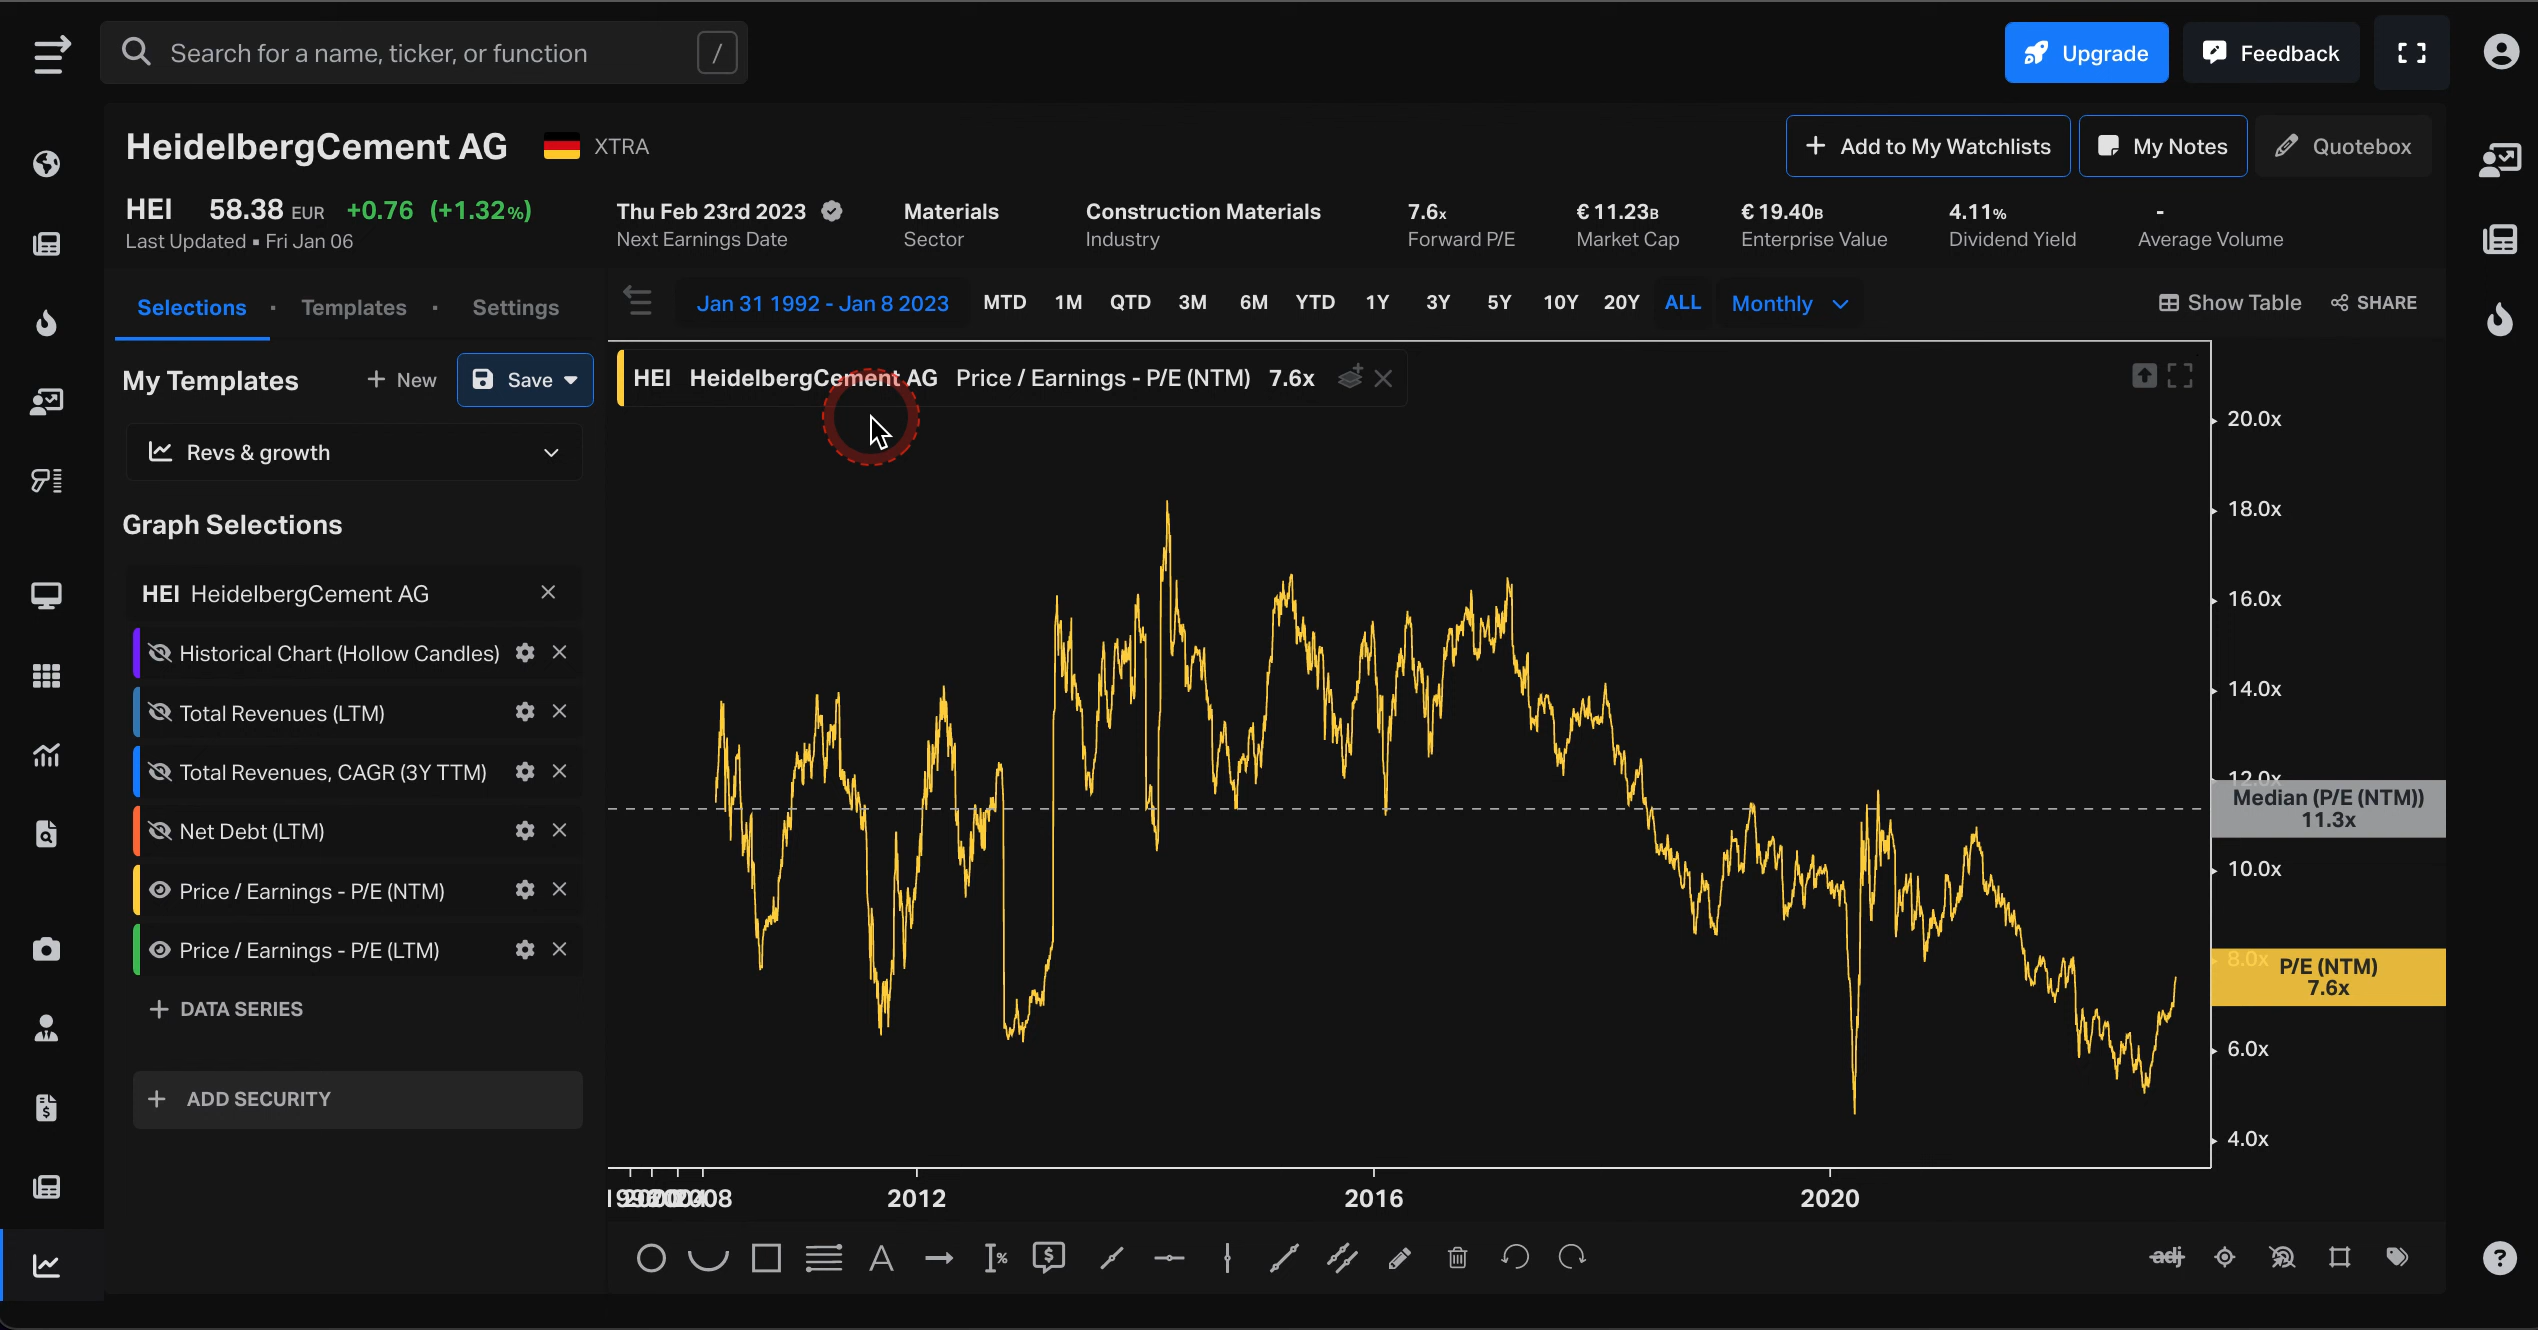 Search for a name, ticker, or function /
Upgrade
Feedback
HeidelbergCement AG XTRA
+ Add to My Watchlists
My Notes
Quotebox
HEI 58.38 EUR +0.76 (+1.32%)
Last Updated ▪ Fri Jan 06
Thu Feb 23rd 2023
Next Earnings Date
Materials
Sector
Construction Materials
Industry
7.6x
Forward P/E
€ 11.23B
Market Cap
€ 19.40B
Enterprise Value
4.11%
Dividend Yield
-
Average Volume
Selections · Templates · Settings
Jan 31 1992 - Jan 8 2023 MTD 1M QTD 3M 6M YTD 1Y 3Y 5Y 10Y 20Y ALL Monthly
Show Table SHARE
My Templates + New Save
Revs & growth
Graph Selections
HEI HeidelbergCement AG
Historical Chart (Hollow Candles)
Total Revenues (LTM)
Total Revenues, CAGR (3Y TTM)
Net Debt (LTM)
Price / Earnings - P/E (NTM)
Price / Earnings - P/E (LTM)
+ DATA SERIES
+ ADD SECURITY
HEI HeidelbergCement AG Price / Earnings - P/E (NTM) 7.6x
20.0x
18.0x
16.0x
14.0x
12.0x
Median (P/E (NTM))
11.3x
10.0x
8.0x
P/E (NTM)
7.6x
6.0x
4.0x
2012
2016
2020
A
%
$
adj
?